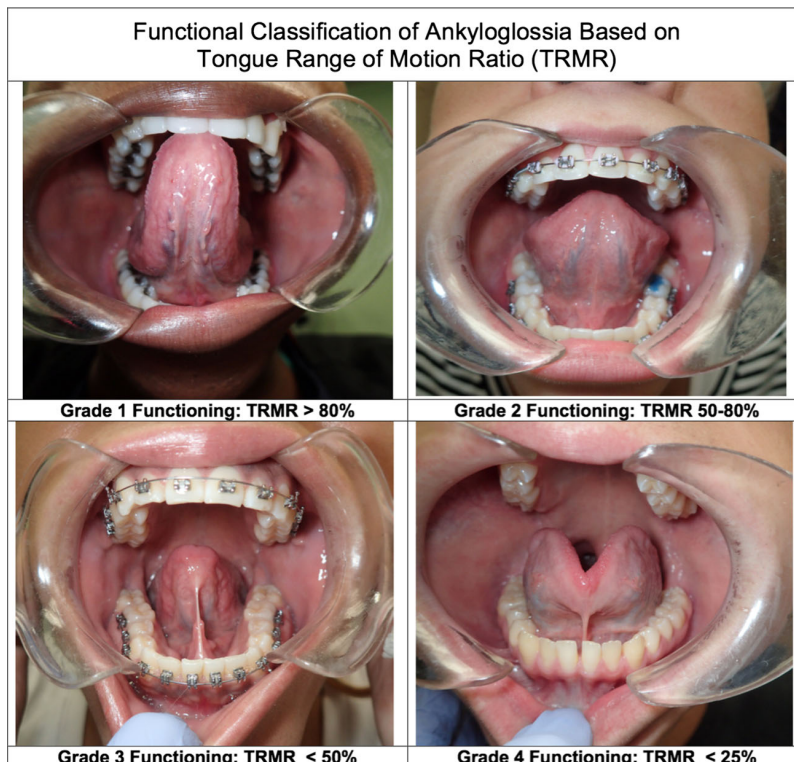 Functional Classification of Ankyloglossia Based on
Tongue Range of Motion Ratio (TRMR)
Grade 1 Functioning: TRMR > 80%
Grade 2 Functioning: TRMR 50-80%
Grade 3 Functioning: TRMR < 50%
Grade 4 Functioning: TRMR < 25%